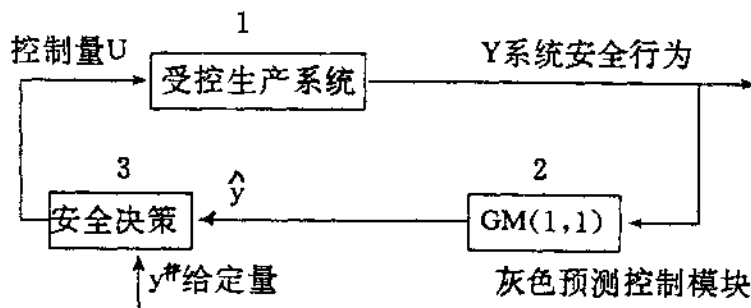 1
控制量U
受控生产系统
Y系统安全行为
3
安全决策
ŷ
2
GM(1,1)
y#给定量
灰色预测控制模块